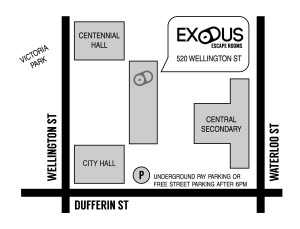 CENTENNIAL
HALL
EXODUS
ESCAPE ROOMS
520 WELLINGTON ST
VICTORIA
PARK
CENTRAL
SECONDARY
WELLINGTON ST
WATERLOO ST
CITY HALL
P
UNDERGROUND PAY PARKING OR
FREE STREET PARKING AFTER 6PM
DUFFERIN ST